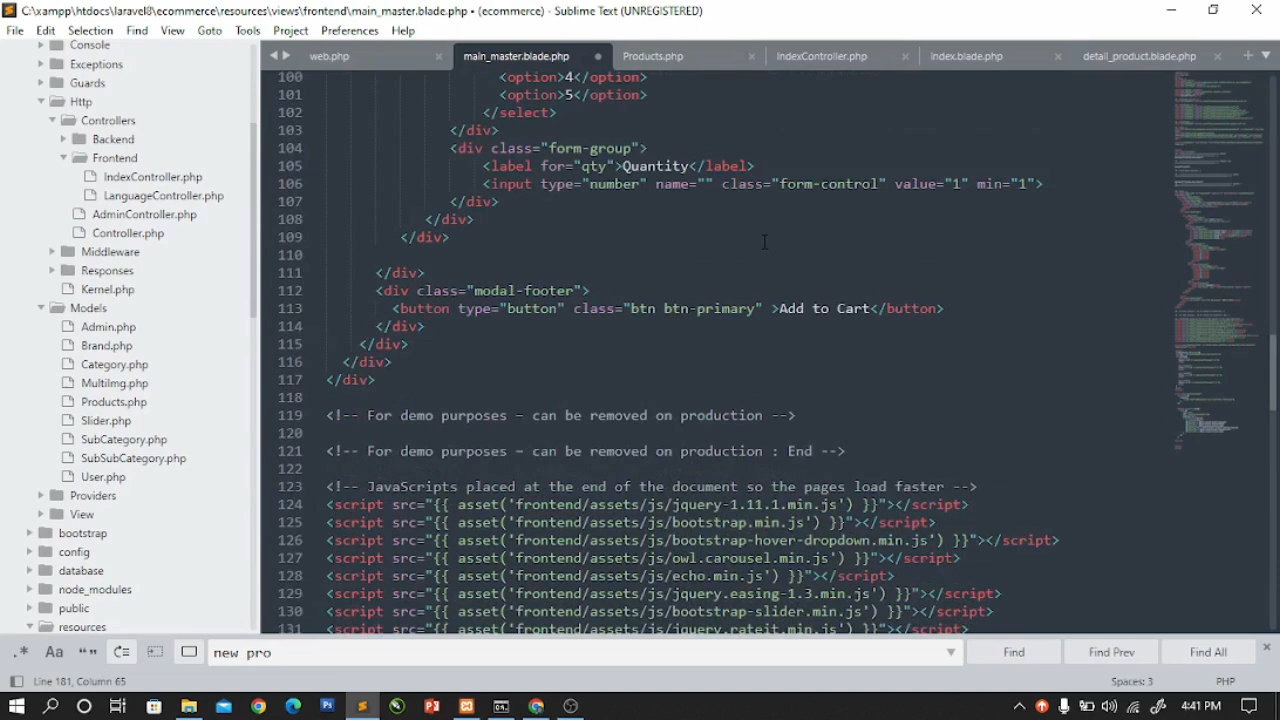 C:\xampp\htdocs\laravel8\ecommerce\resources\views\frontend\main_master.blade.php • (ecommerce) - Sublime Text (UNREGISTERED)
File Edit Selection Find View Goto Tools Project Preferences Help
Console
Exceptions
Guards
Http
Controllers
Backend
Frontend
IndexController.php
LanguageController.php
AdminController.php
Controller.php
Middleware
Responses
Kernel.php
Models
Admin.php
Brand.php
Category.php
MultiImg.php
Products.php
Slider.php
SubCategory.php
SubSubCategory.php
User.php
Providers
View
bootstrap
config
database
node_modules
public
resources
web.php main_master.blade.php Products.php IndexController.php index.blade.php detail_product.blade.php
100 <option>4</option>
101 <option>5</option>
102 </select>
103 </div>
104 <div class="form-group">
105 label for="qty">Quantity</label>
106 <input type="number" name="" class="form-control" value="1" min="1">
107 </div>
108 </div>
109 </div>
110
111 </div>
112 <div class="modal-footer">
113 <button type="button" class="btn btn-primary" >Add to Cart</button>
114 </div>
115 </div>
116 </div>
117 </div>
118
119 <!-- For demo purposes – can be removed on production -->
120
121 <!-- For demo purposes – can be removed on production : End -->
122
123 <!-- JavaScripts placed at the end of the document so the pages load faster -->
124 <script src="{{ asset('frontend/assets/js/jquery-1.11.1.min.js') }}"></script>
125 <script src="{{ asset('frontend/assets/js/bootstrap.min.js') }}"></script>
126 <script src="{{ asset('frontend/assets/js/bootstrap-hover-dropdown.min.js') }}"></script>
127 <script src="{{ asset('frontend/assets/js/owl.carousel.min.js') }}"></script>
128 <script src="{{ asset('frontend/assets/js/echo.min.js') }}"></script>
129 <script src="{{ asset('frontend/assets/js/jquery.easing-1.3.min.js') }}"></script>
130 <script src="{{ asset('frontend/assets/js/bootstrap-slider.min.js') }}"></script>
131 <script src="{{ asset('frontend/assets/js/jquery.rateit.min.js') }}"></script>
.* Aa “” new pro Find Find Prev Find All
Line 181, Column 65 Spaces: 3 PHP
4:41 PM